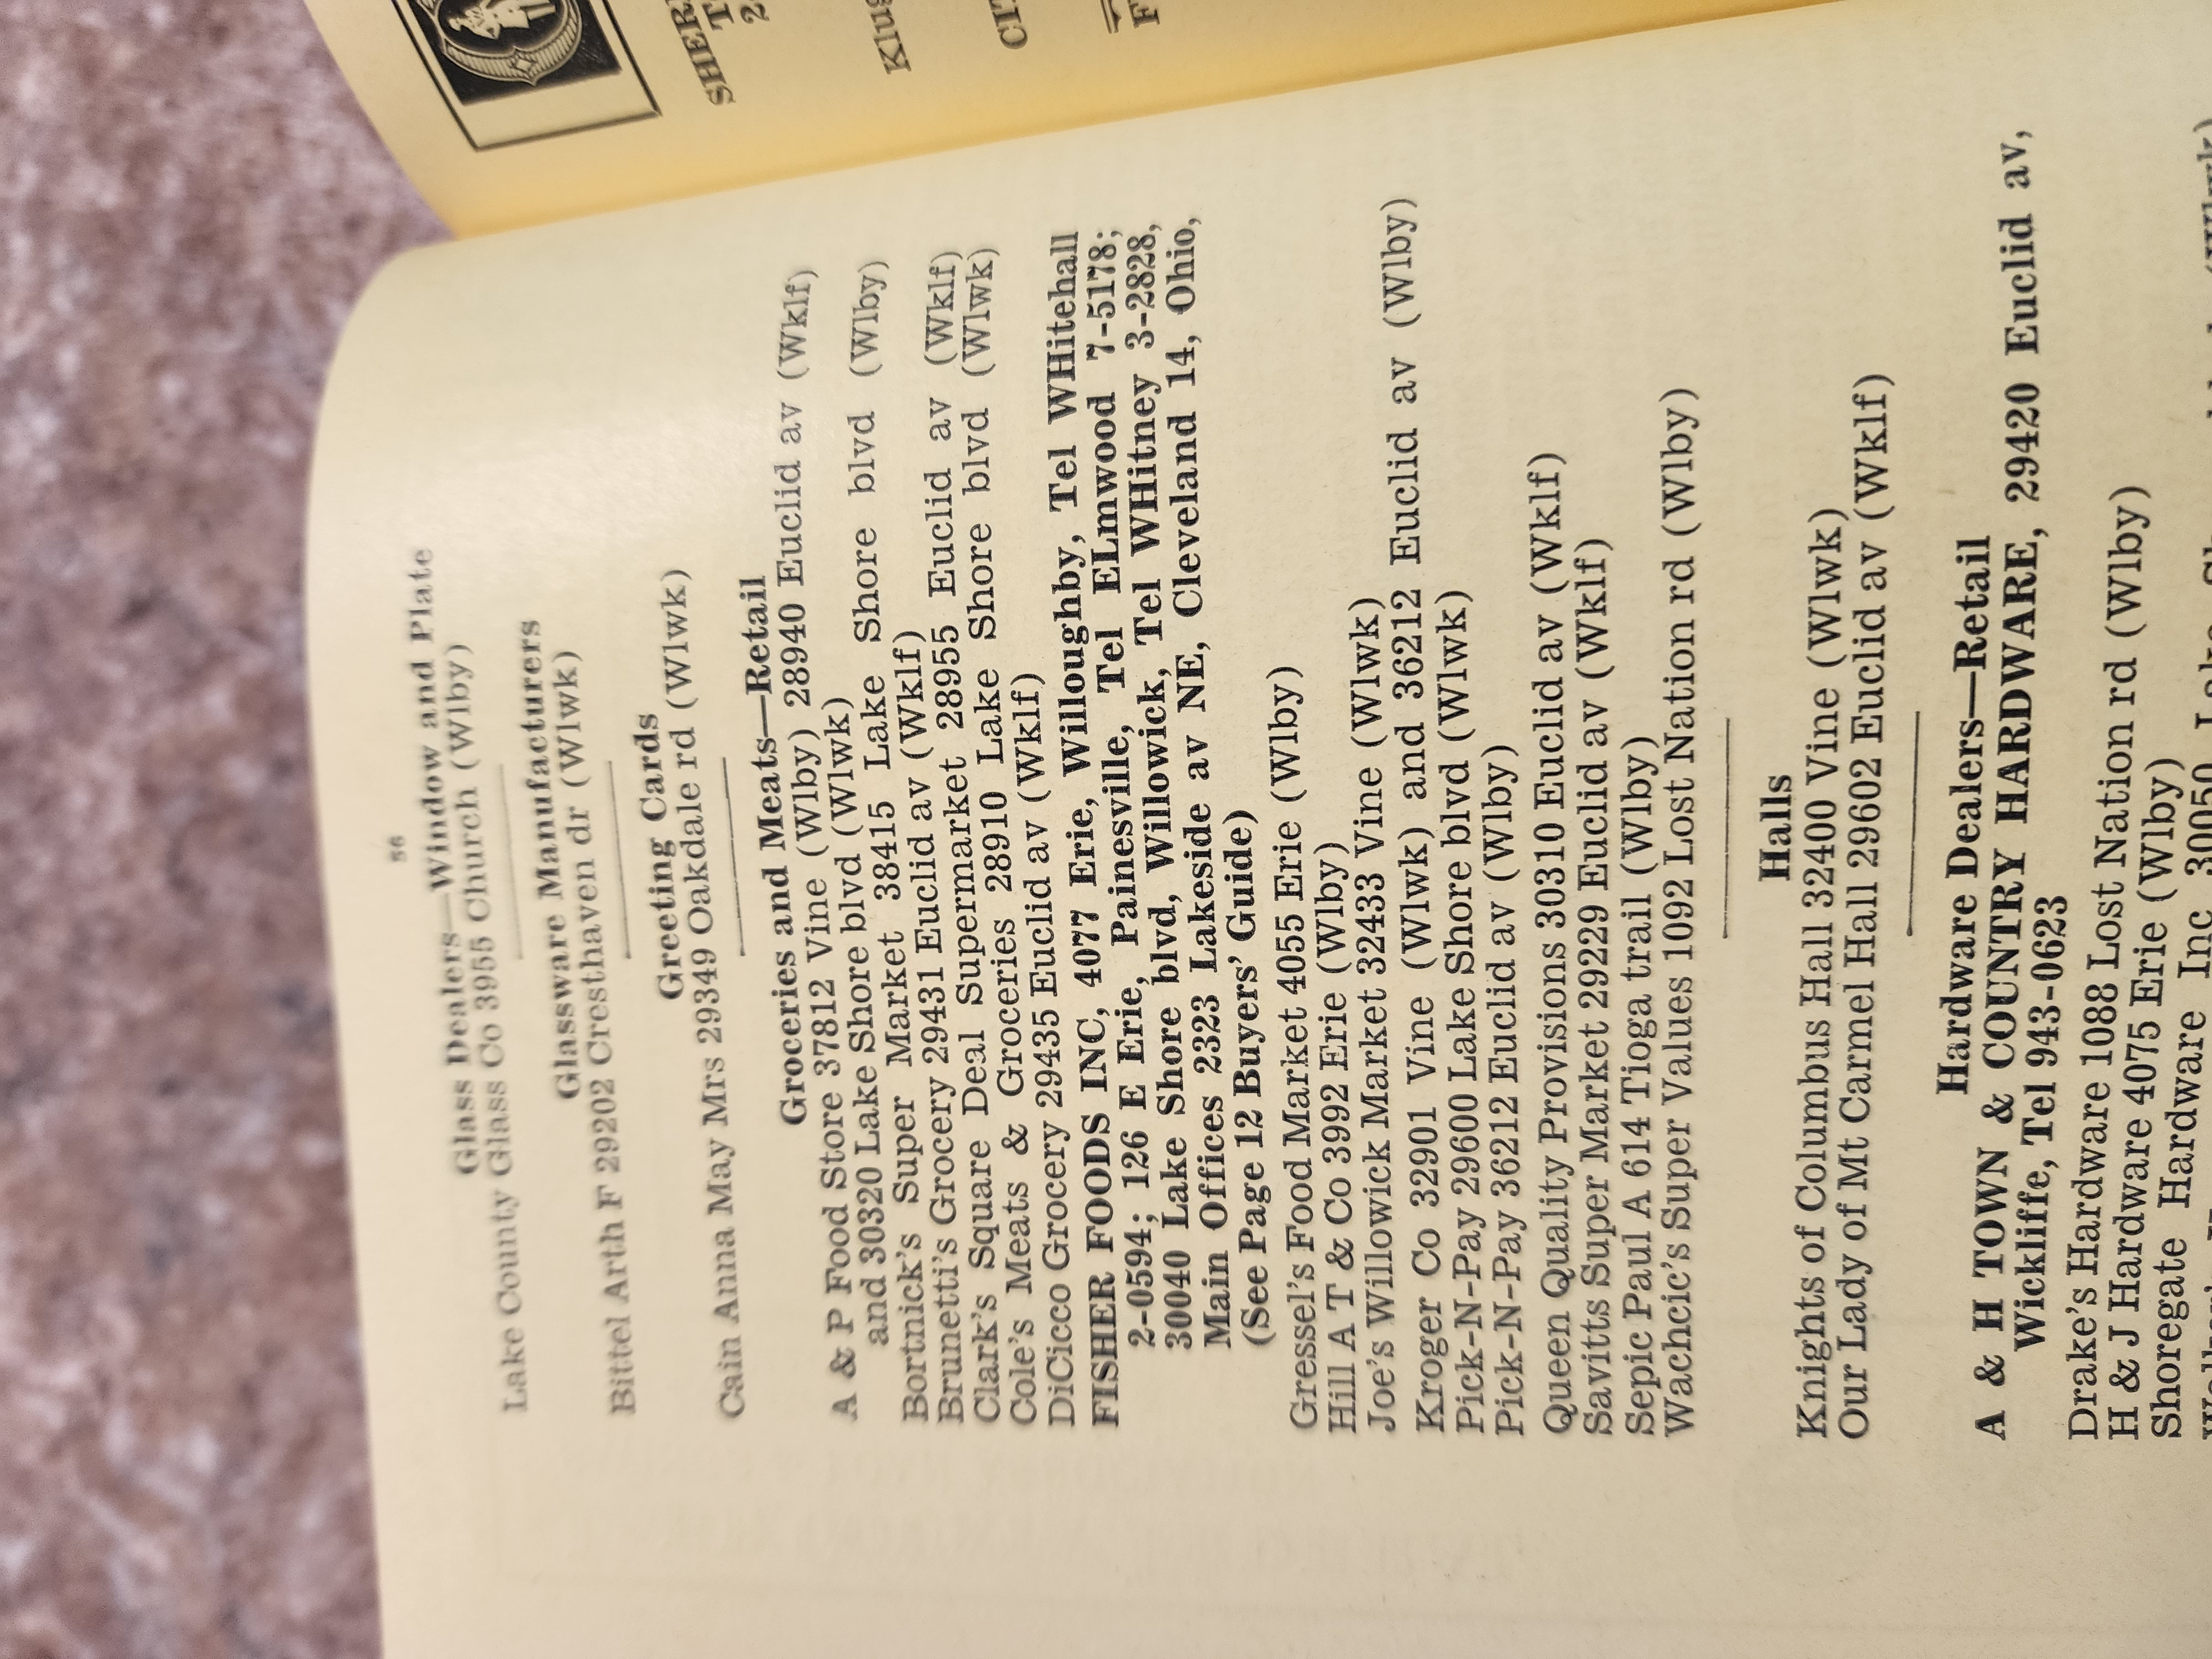 56
Glass Dealers—Window and Plate
Lake County Glass Co 3955 Church (Wlby)
Glassware Manufacturers
Bittel Arth F 29202 Cresthaven dr (Wlwk)
Greeting Cards
Cain Anna May Mrs 29349 Oakdale rd (Wlwk)
Groceries and Meats—Retail
A & P Food Store 37812 Vine (Wlby) 28940 Euclid av (Wklf)
and 30320 Lake Shore blvd (Wlwk)
Bortnick's Super Market 38415 Lake Shore blvd (Wlby)
Brunetti's Grocery 29431 Euclid av (Wklf)
Clark's Square Deal Supermarket 28955 Euclid av (Wklf)
Cole's Meats & Groceries 28910 Lake Shore blvd (Wlwk)
DiCicco Grocery 29435 Euclid av (Wklf)
FISHER FOODS INC, 4077 Erie, Willoughby, Tel WHitehall
2-0594; 126 E Erie, Painesville, Tel ELmwood 7-5178;
30040 Lake Shore blvd, Willowick, Tel WHitney 3-2828,
Main Offices 2323 Lakeside av NE, Cleveland 14, Ohio,
(See Page 12 Buyers' Guide)
Gressel's Food Market 4055 Erie (Wlby)
Hill A T & Co 3992 Erie (Wlby)
Joe's Willowick Market 32433 Vine (Wlwk)
Kroger Co 32901 Vine (Wlwk) and 36212 Euclid av (Wlby)
Pick-N-Pay 29600 Lake Shore blvd (Wlwk)
Pick-N-Pay 36212 Euclid av (Wlby)
Queen Quality Provisions 30310 Euclid av (Wklf)
Savitts Super Market 29229 Euclid av (Wklf)
Sepic Paul A 614 Tioga trail (Wlby)
Wachcic's Super Values 1092 Lost Nation rd (Wlby)
Halls
Knights of Columbus Hall 32400 Vine (Wlwk)
Our Lady of Mt Carmel Hall 29602 Euclid av (Wklf)
Hardware Dealers—Retail
A & H TOWN & COUNTRY HARDWARE, 29420 Euclid av,
Wickliffe, Tel 943-0623
Drake's Hardware 1088 Lost Nation rd (Wlby)
H & J Hardware 4075 Erie (Wlby)
Shoregate Hardware Inc 30050 Lake